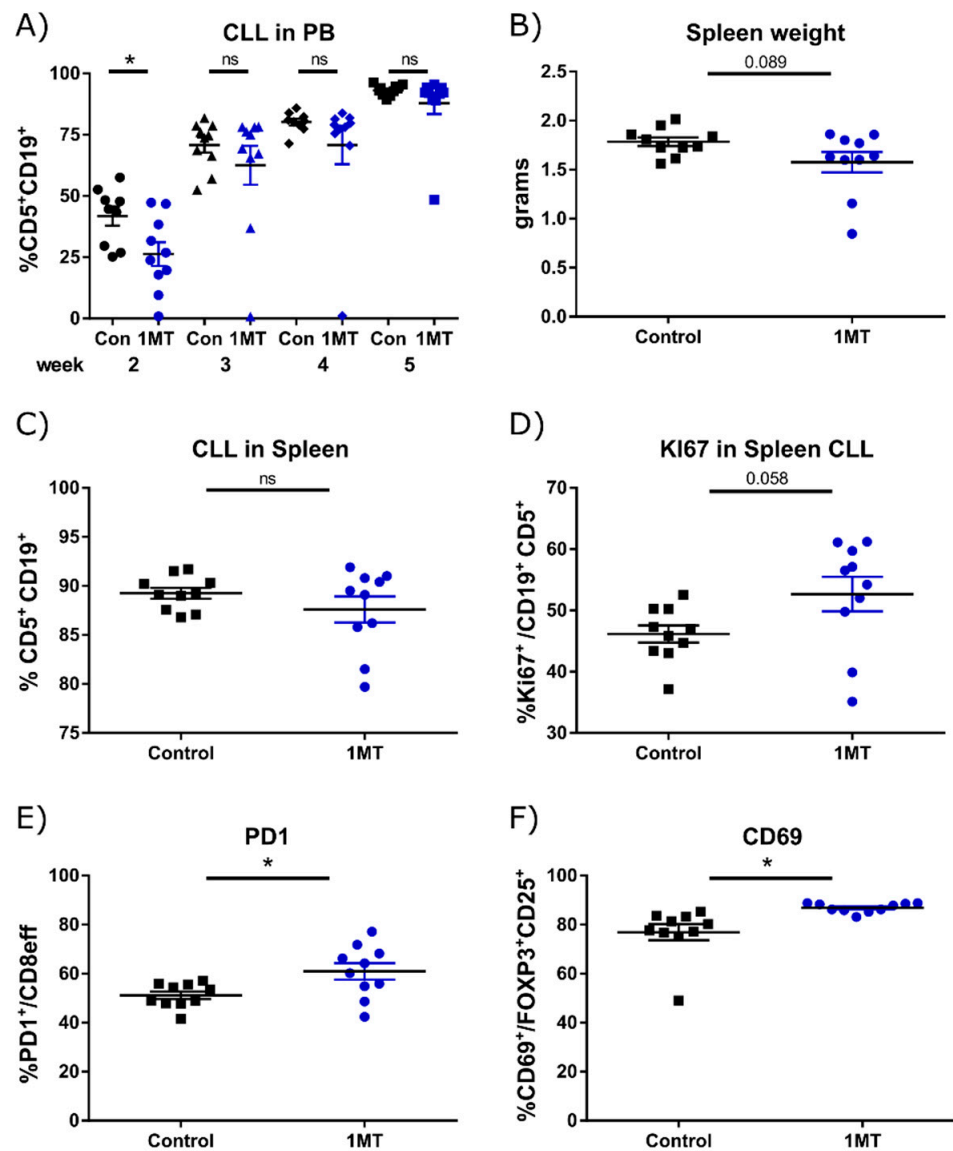 A)
CLL in PB
* ns ns ns
%CD5⁺CD19⁺
100
75
50
25
0
Con 1MT Con 1MT Con 1MT Con 1MT
week 2 3 4 5
B)
Spleen weight
0.089
grams
2.5
2.0
1.5
1.0
0.5
0.0
Control 1MT
C)
CLL in Spleen
ns
% CD5⁺ CD19⁺
100
95
90
85
80
75
Control 1MT
D)
KI67 in Spleen CLL
0.058
%Ki67⁺ /CD19⁺ CD5⁺
70
60
50
40
30
Control 1MT
E)
PD1
*
%PD1⁺/CD8eff
100
80
60
40
20
0
Control 1MT
F)
CD69
*
%CD69⁺/FOXP3⁺CD25⁺
100
80
60
40
20
0
Control 1MT